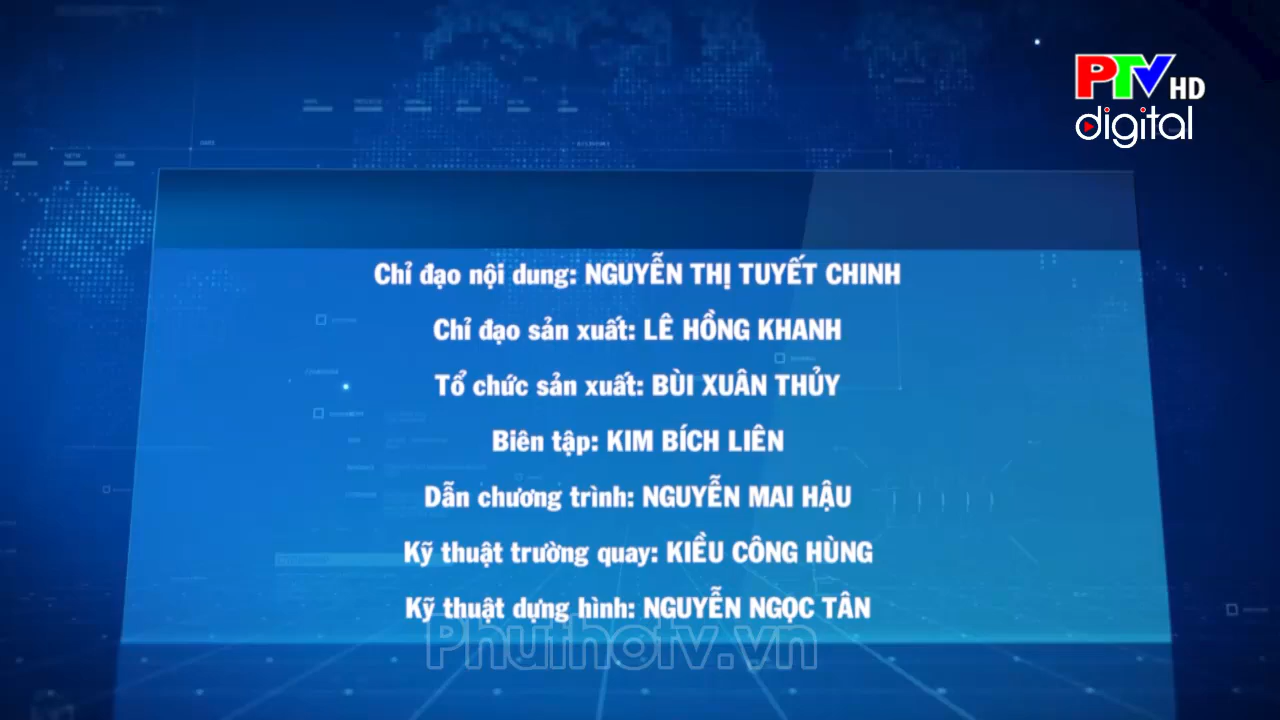 PTV HD
digital
Chỉ đạo nội dung: NGUYỄN THỊ TUYẾT CHINH
Chỉ đạo sản xuất: LÊ HỒNG KHANH
Tổ chức sản xuất: BÙI XUÂN THỦY
Biên tập: KIM BÍCH LIÊN
Dẫn chương trình: NGUYỄN MAI HẬU
Kỹ thuật trường quay: KIỀU CÔNG HÙNG
Kỹ thuật dựng hình: NGUYỄN NGỌC TÂN
Phuthotv.vn